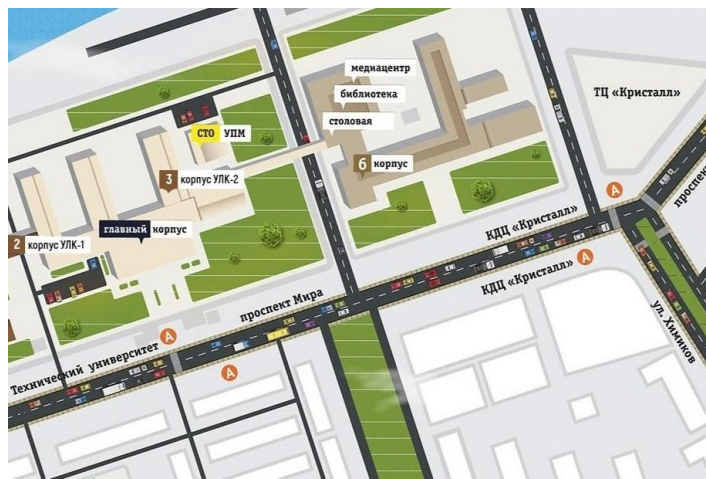 медиацентр
библиотека
столовая
ТЦ «Кристалл»
СТО УПМ
6 корпус
3 корпус УЛК-2
главный корпус
2 корпус УЛК-1
А
проспект
КДЦ «Кристалл»
А
КДЦ «Кристалл»
проспект Мира
ул. Химиков
А
Технический университет
А